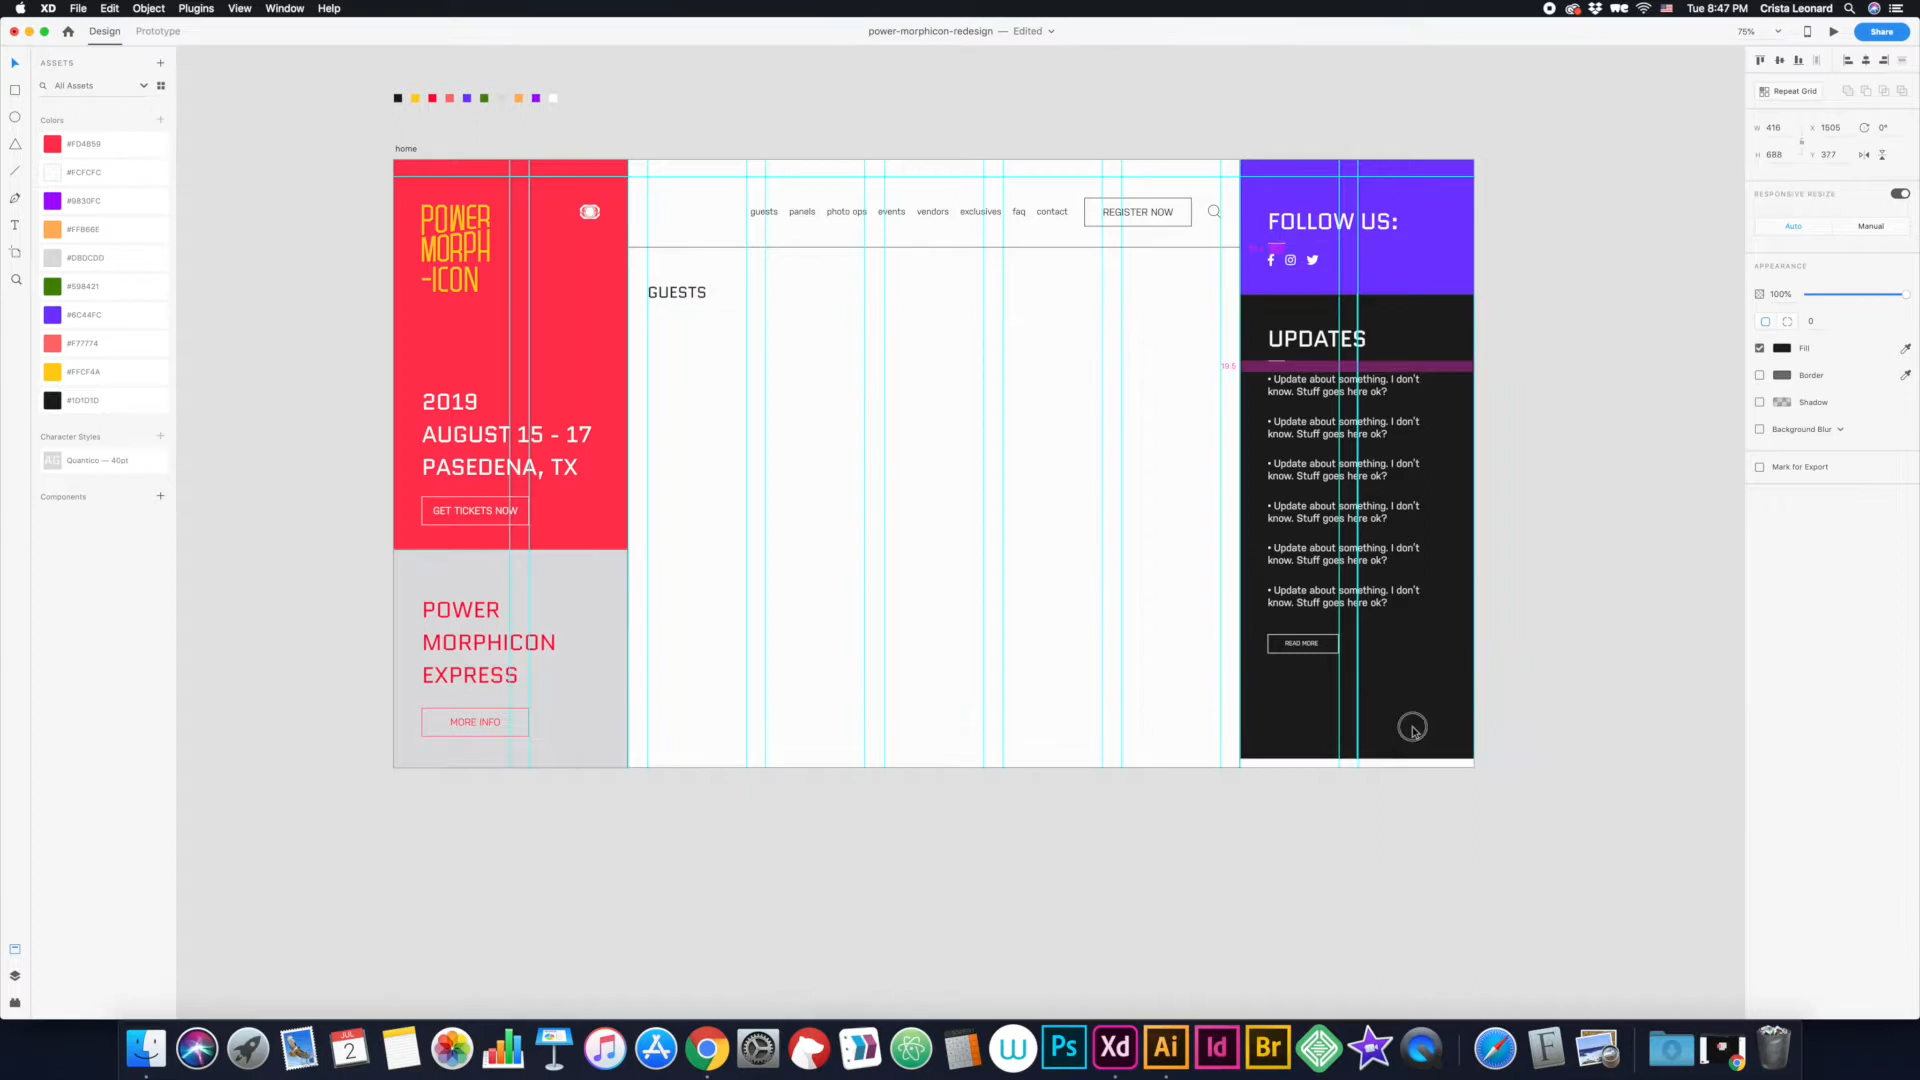 XD File Edit Object Plugins View Window Help
Tue 8:47 PM Crista Leonard
Design Prototype
power-morphicon-redesign — Edited
75%
Share
ASSETS
All Assets
Colors
#FD4B59
#FCFCFC
#9830FC
#FFB66E
#DBDCDD
#598421
#6C44FC
#F77774
#FFCF4A
#1D1D1D
Character Styles
AG Quantico — 40pt
Components
home
POWER
MORPH
-ICON
2019
AUGUST 15 - 17
PASEDENA, TX
GET TICKETS NOW
POWER
MORPHICON
EXPRESS
MORE INFO
guests panels photo ops events vendors exclusives faq contact
REGISTER NOW
GUESTS
FOLLOW US:
UPDATES
19.5
• Update about something. I don't
know. Stuff goes here ok?
• Update about something. I don't
know. Stuff goes here ok?
• Update about something. I don't
know. Stuff goes here ok?
• Update about something. I don't
know. Stuff goes here ok?
• Update about something. I don't
know. Stuff goes here ok?
• Update about something. I don't
know. Stuff goes here ok?
READ MORE
Repeat Grid
W 416 X 1505 0°
H 688 Y 377
RESPONSIVE RESIZE
Auto Manual
APPEARANCE
100%
0
Fill
Border
Shadow
Background Blur
Mark for Export
JUL
2
Ps Xd Ai Id Br